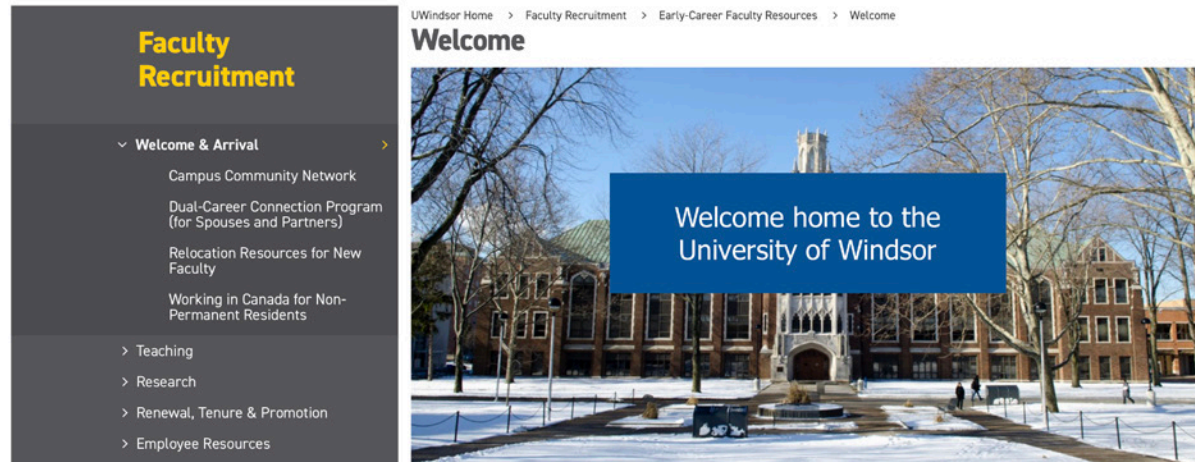 UWindsor Home > Faculty Recruitment > Early-Career Faculty Resources > Welcome
Welcome
Faculty
Recruitment
Welcome & Arrival
Campus Community Network
Dual-Career Connection Program
(for Spouses and Partners)
Relocation Resources for New
Faculty
Working in Canada for Non-
Permanent Residents
> Teaching
> Research
> Renewal, Tenure & Promotion
> Employee Resources
Welcome home to the
University of Windsor